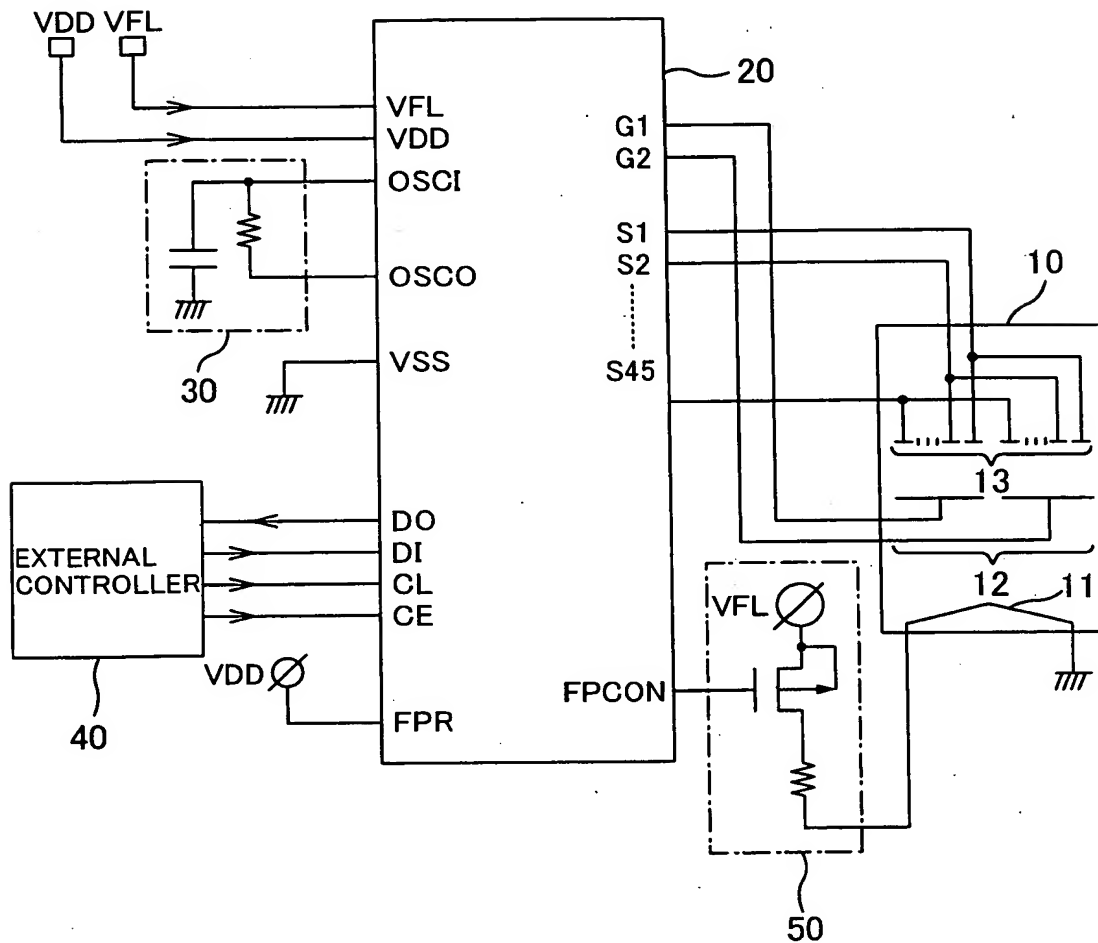 VDD VFL
20
VFL
VDD
G1
G2
OSCI
S1
S2
10
OSCO
30
VSS
S45
13
DO
DI
EXTERNAL
CONTROLLER
CL
CE
12
11
VFL
VDD
FPCON
FPR
40
50